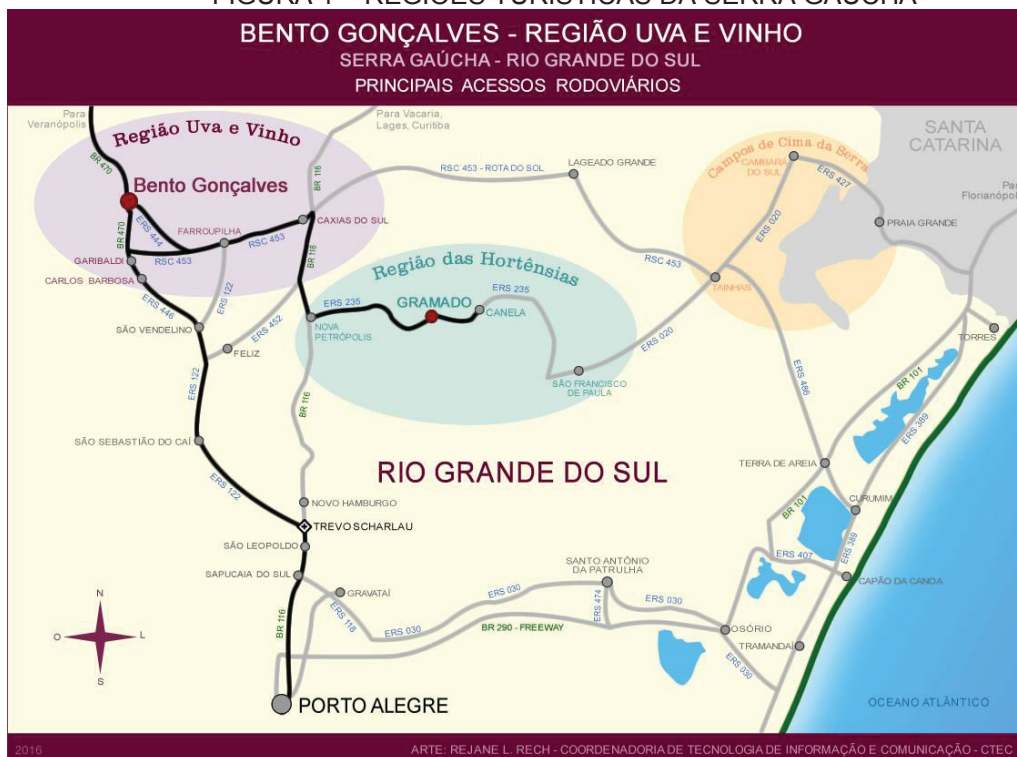 FIGURA 1 – REGIÕES TURÍSTICAS DA SERRA GAÚCHA
BENTO GONÇALVES - REGIÃO UVA E VINHO
SERRA GAÚCHA - RIO GRANDE DO SUL
PRINCIPAIS ACESSOS RODOVIÁRIOS
Para
Veranópolis
Para Vacaria,
Lages, Curitiba
SANTA
CATARINA
Região Uva e Vinho
Campos de Cima da Serra
BR 470
BR 116
RSC 453 - ROTA DO SOL
LAGEADO GRANDE
CAMBARÁ
DO SUL
ERS 427
Florianópol
Bento Gonçalves
ERS 020
PRAIA GRANDE
CAXIAS DO SUL
ERS 444
BR 470
FARROUPILHA
RSC 453
BR 116
GARIBALDI
RSC 453
RSC 453
Região das Hortênsias
CARLOS BARBOSA
TAINHAS
ERS 446
ERS 122
ERS 235
GRAMADO
ERS 235
CANELA
SÃO VENDELINO
ERS 452
NOVA
PETRÓPOLIS
ERS 020
TORRES
FELIZ
ERS 122
SÃO FRANCISCO
DE PAULA
ERS 486
BR 101
ERS 389
BR 116
SÃO SEBASTIÃO DO CAÍ
RIO GRANDE DO SUL
TERRA DE AREIA
ERS 122
NOVO HAMBURGO
BR 101
CURUMIM
TREVO SCHARLAU
ERS 389
SÃO LEOPOLDO
ERS 407
SANTO ANTÔNIO
DA PATRULHA
SAPUCAIA DO SUL
CAPÃO DA CANOA
GRAVATAÍ
ERS 030
ERS 474
ERS 030
ERS 118
BR 116
ERS 030
BR 290 - FREEWAY
OSÓRIO
TRAMANDAÍ
N
O
L
S
ERS 030
PORTO ALEGRE
OCEANO ATLÂNTICO
2016
ARTE: REJANE L. RECH - COORDENADORIA DE TECNOLOGIA DE INFORMAÇÃO E COMUNICAÇÃO - CTEC